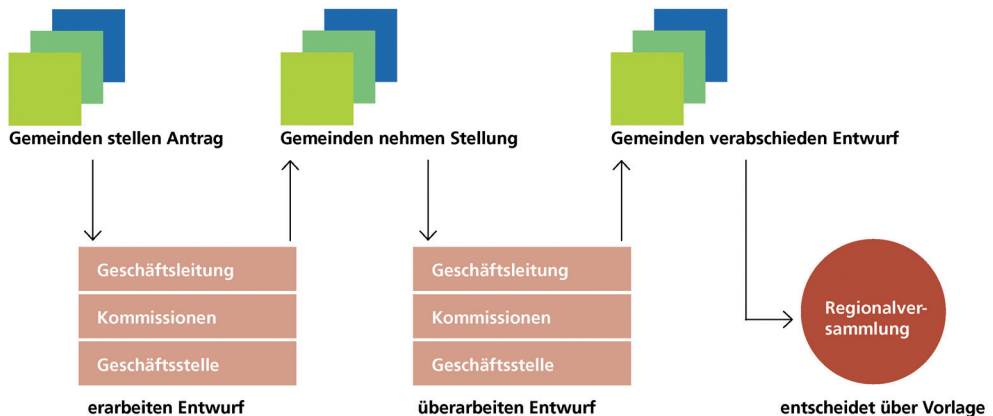 Gemeinden stellen Antrag
Gemeinden nehmen Stellung
Gemeinden verabschieden Entwurf
Geschäftsleitung
Kommissionen
Geschäftsstelle
erarbeiten Entwurf
Geschäftsleitung
Kommissionen
Geschäftsstelle
überarbeiten Entwurf
Regionalver-
sammlung
entscheidet über Vorlage